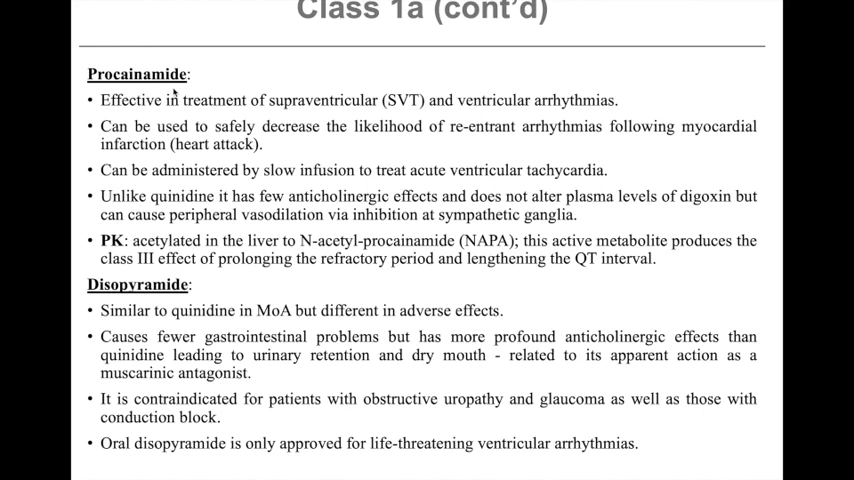 Class 1a (cont’d)
Procainamide:
• Effective in treatment of supraventricular (SVT) and ventricular arrhythmias.
• Can be used to safely decrease the likelihood of re-entrant arrhythmias following myocardial
infarction (heart attack).
• Can be administered by slow infusion to treat acute ventricular tachycardia.
• Unlike quinidine it has few anticholinergic effects and does not alter plasma levels of digoxin but
can cause peripheral vasodilation via inhibition at sympathetic ganglia.
• PK: acetylated in the liver to N-acetyl-procainamide (NAPA); this active metabolite produces the
class III effect of prolonging the refractory period and lengthening the QT interval.
Disopyramide:
• Similar to quinidine in MoA but different in adverse effects.
• Causes fewer gastrointestinal problems but has more profound anticholinergic effects than
quinidine leading to urinary retention and dry mouth - related to its apparent action as a
muscarinic antagonist.
• It is contraindicated for patients with obstructive uropathy and glaucoma as well as those with
conduction block.
• Oral disopyramide is only approved for life-threatening ventricular arrhythmias.